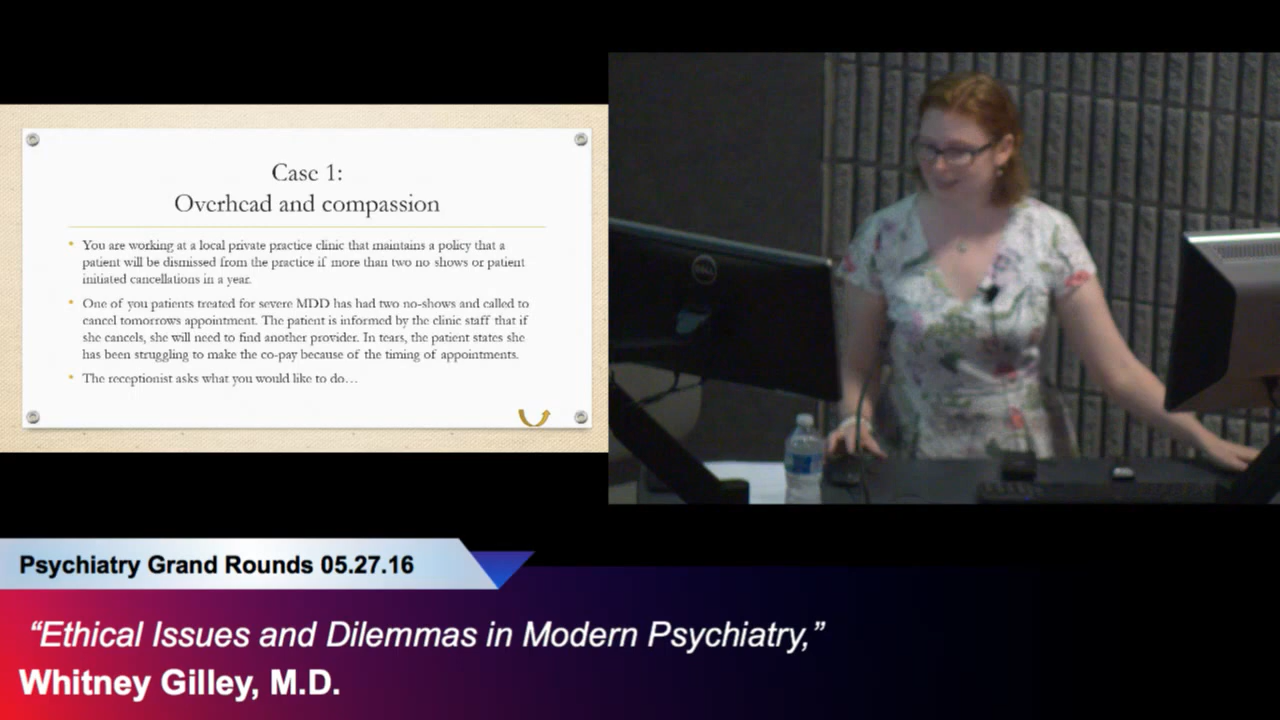 Case 1:
Overhead and compassion
• You are working at a local private practice clinic that maintains a policy that a
patient will be dismissed from the practice if more than two no shows or patient
initiated cancellations in a year.
• One of you patients treated for severe MDD has had two no-shows and called to
cancel tomorrows appointment. The patient is informed by the clinic staff that if
she cancels, she will need to find another provider. In tears, the patient states she
has been struggling to make the co-pay because of the timing of appointments.
• The receptionist asks what you would like to do…
DELL
Psychiatry Grand Rounds 05.27.16
“Ethical Issues and Dilemmas in Modern Psychiatry,”
Whitney Gilley, M.D.